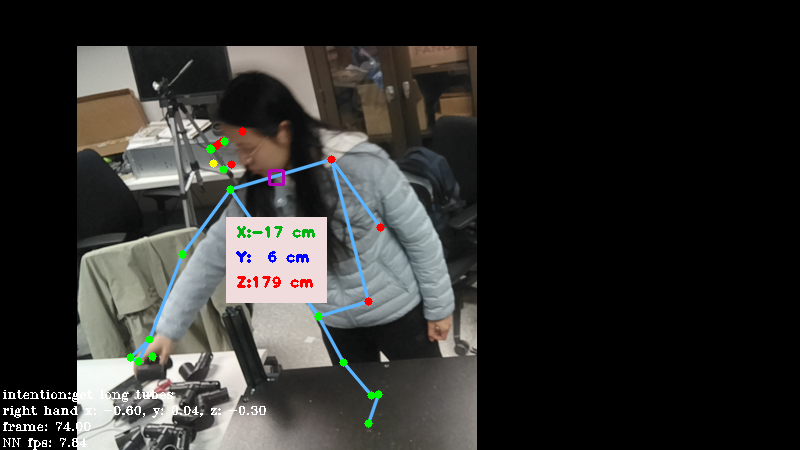 X:-17 cm
Y: 6 cm
Z:179 cm
intention:get long tubes
right hand x: -0.60, y: 0.04, z: -0.30
frame: 74.00
NN fps: 7.84